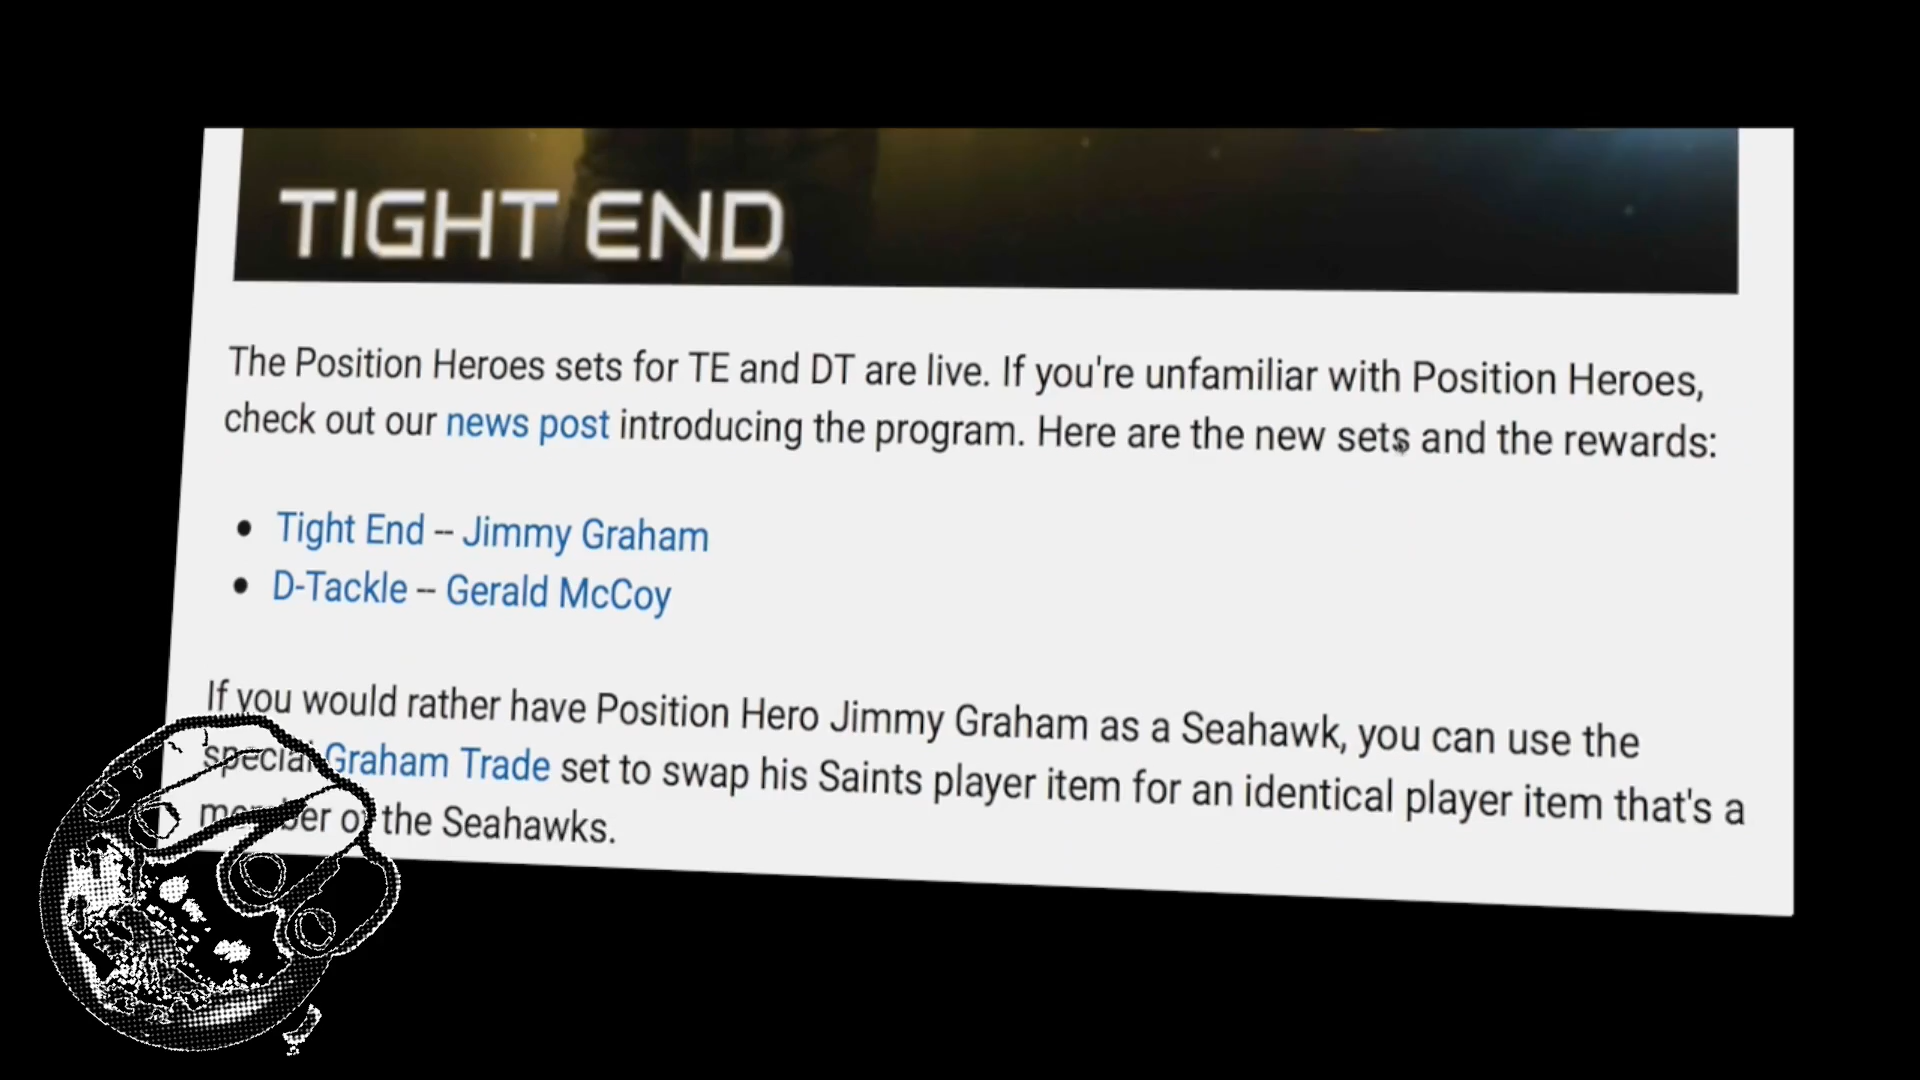 TIGHT END
The Position Heroes sets for TE and DT are live. If you're unfamiliar with Position Heroes,
check out our news post introducing the program. Here are the new sets and the rewards:
• Tight End -- Jimmy Graham
• D-Tackle -- Gerald McCoy
If you would rather have Position Hero Jimmy Graham as a Seahawk, you can use the
special Graham Trade set to swap his Saints player item for an identical player item that's a
member of the Seahawks.